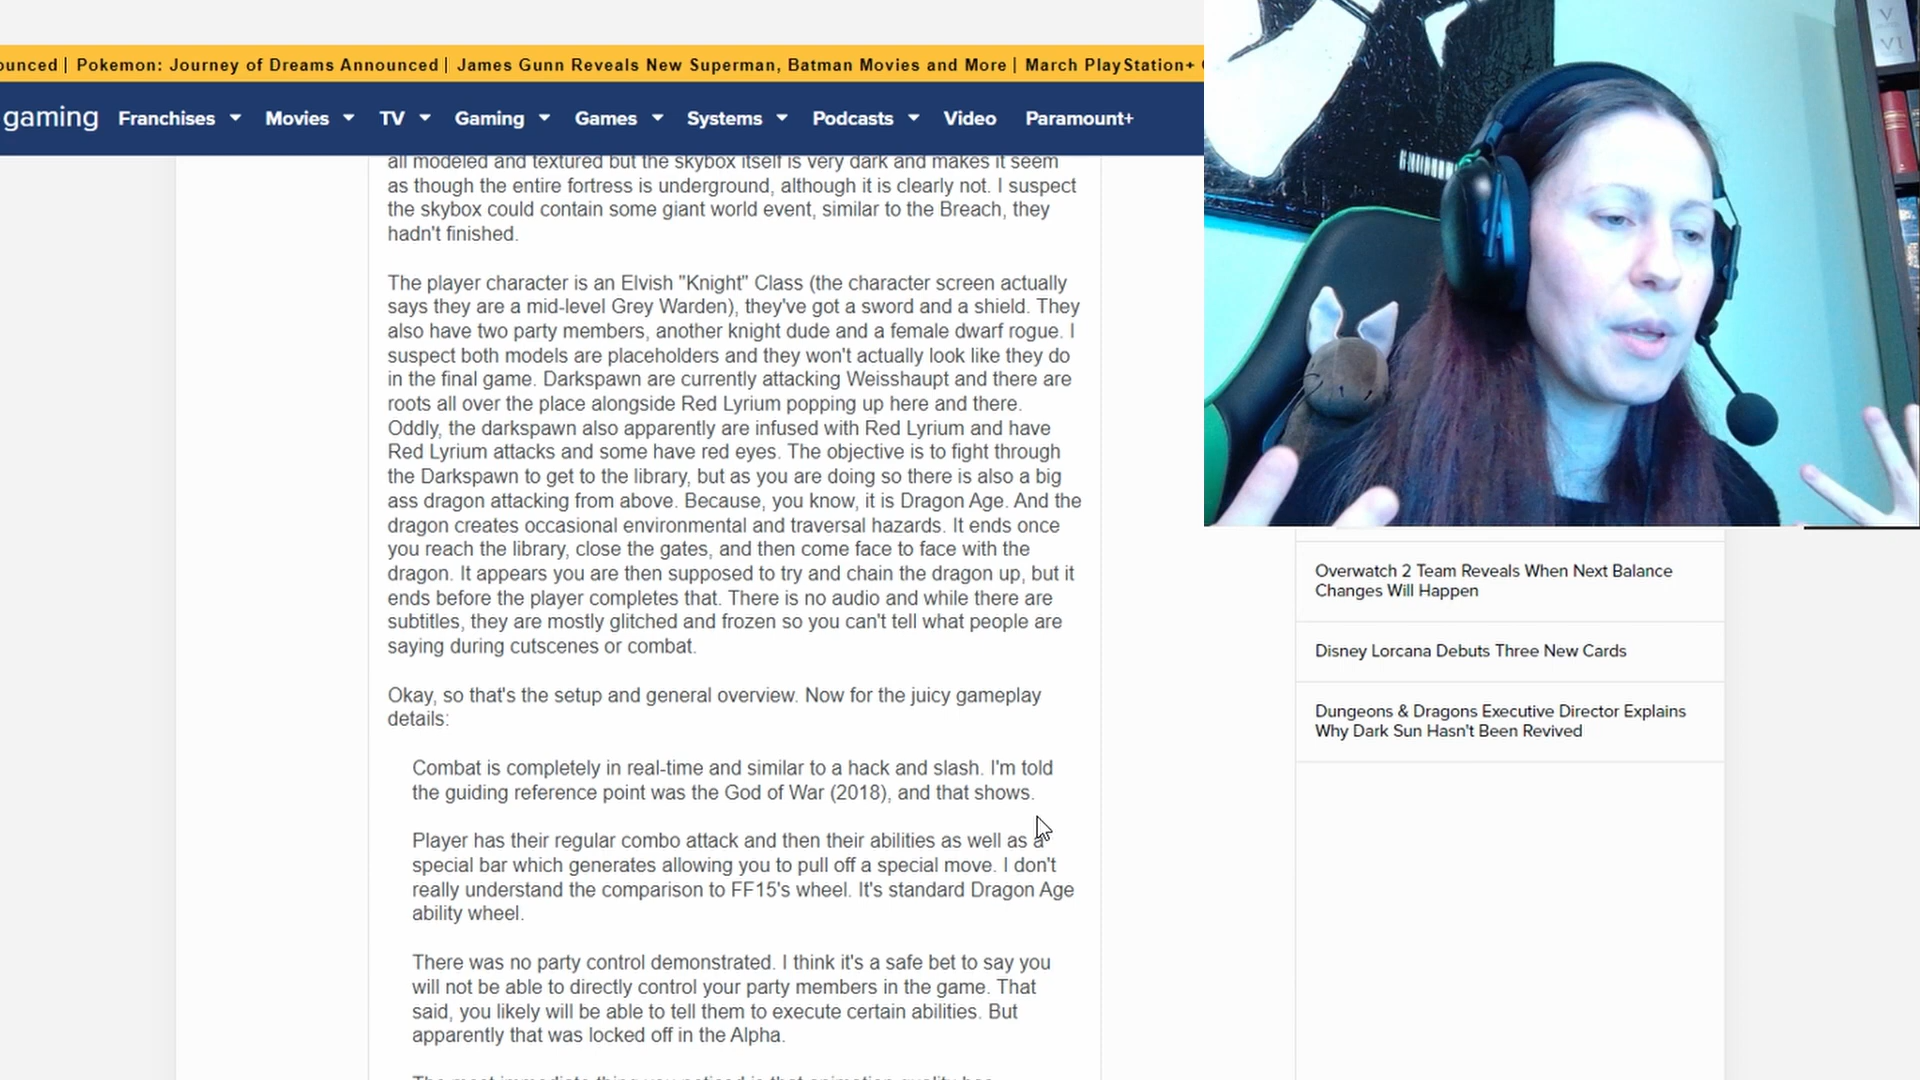 ounced | Pokemon: Journey of Dreams Announced | James Gunn Reveals New Superman, Batman Movies and More | March PlayStation+
gaming Franchises Movies TV Gaming Games Systems Podcasts Video Paramount+
V
VI
all modeled and textured but the skybox itself is very dark and makes it seem
as though the entire fortress is underground, although it is clearly not. I suspect
the skybox could contain some giant world event, similar to the Breach, they
hadn't finished.
The player character is an Elvish "Knight" Class (the character screen actually
says they are a mid-level Grey Warden), they've got a sword and a shield. They
also have two party members, another knight dude and a female dwarf rogue. I
suspect both models are placeholders and they won't actually look like they do
in the final game. Darkspawn are currently attacking Weisshaupt and there are
roots all over the place alongside Red Lyrium popping up here and there.
Oddly, the darkspawn also apparently are infused with Red Lyrium and have
Red Lyrium attacks and some have red eyes. The objective is to fight through
the Darkspawn to get to the library, but as you are doing so there is also a big
ass dragon attacking from above. Because, you know, it is Dragon Age. And the
dragon creates occasional environmental and traversal hazards. It ends once
you reach the library, close the gates, and then come face to face with the
dragon. It appears you are then supposed to try and chain the dragon up, but it
ends before the player completes that. There is no audio and while there are
subtitles, they are mostly glitched and frozen so you can't tell what people are
saying during cutscenes or combat.
Okay, so that's the setup and general overview. Now for the juicy gameplay
details:
Combat is completely in real-time and similar to a hack and slash. I'm told
the guiding reference point was the God of War (2018), and that shows.
Player has their regular combo attack and then their abilities as well as a
special bar which generates allowing you to pull off a special move. I don't
really understand the comparison to FF15's wheel. It's standard Dragon Age
ability wheel.
There was no party control demonstrated. I think it's a safe bet to say you
will not be able to directly control your party members in the game. That
said, you likely will be able to tell them to execute certain abilities. But
apparently that was locked off in the Alpha.
Overwatch 2 Team Reveals When Next Balance
Changes Will Happen
Disney Lorcana Debuts Three New Cards
Dungeons & Dragons Executive Director Explains
Why Dark Sun Hasn't Been Revived